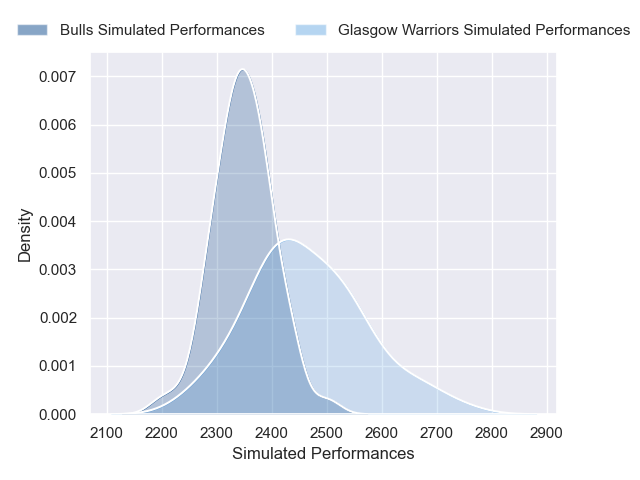 Bulls Simulated Performances
Glasgow Warriors Simulated Performances
0.007
0.006
0.005
0.004
0.003
0.002
0.001
0.000
Density
2100 2200 2300 2400 2500 2600 2700 2800 2900
Simulated Performances